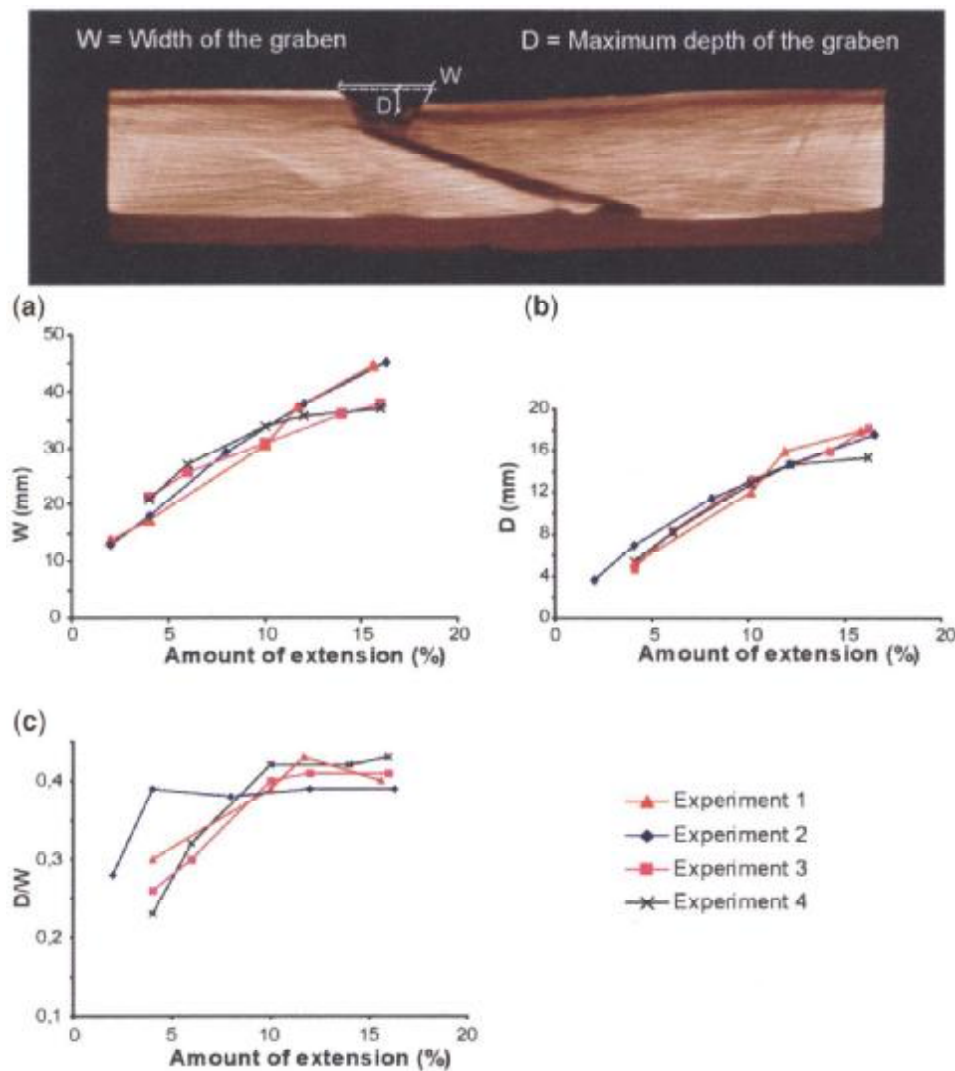 W = Width of the graben
D = Maximum depth of the graben
W
D
(a)
50
40
30
20
10
0
W (mm)
0 5 10 15 20
Amount of extension (%)
(b)
20
16
12
8
4
0
D (mm)
0 5 10 15 20
Amount of extension (%)
(c)
0,4
0,3
0,2
0,1
D/W
0 5 10 15 20
Amount of extension (%)
Experiment 1
Experiment 2
Experiment 3
Experiment 4